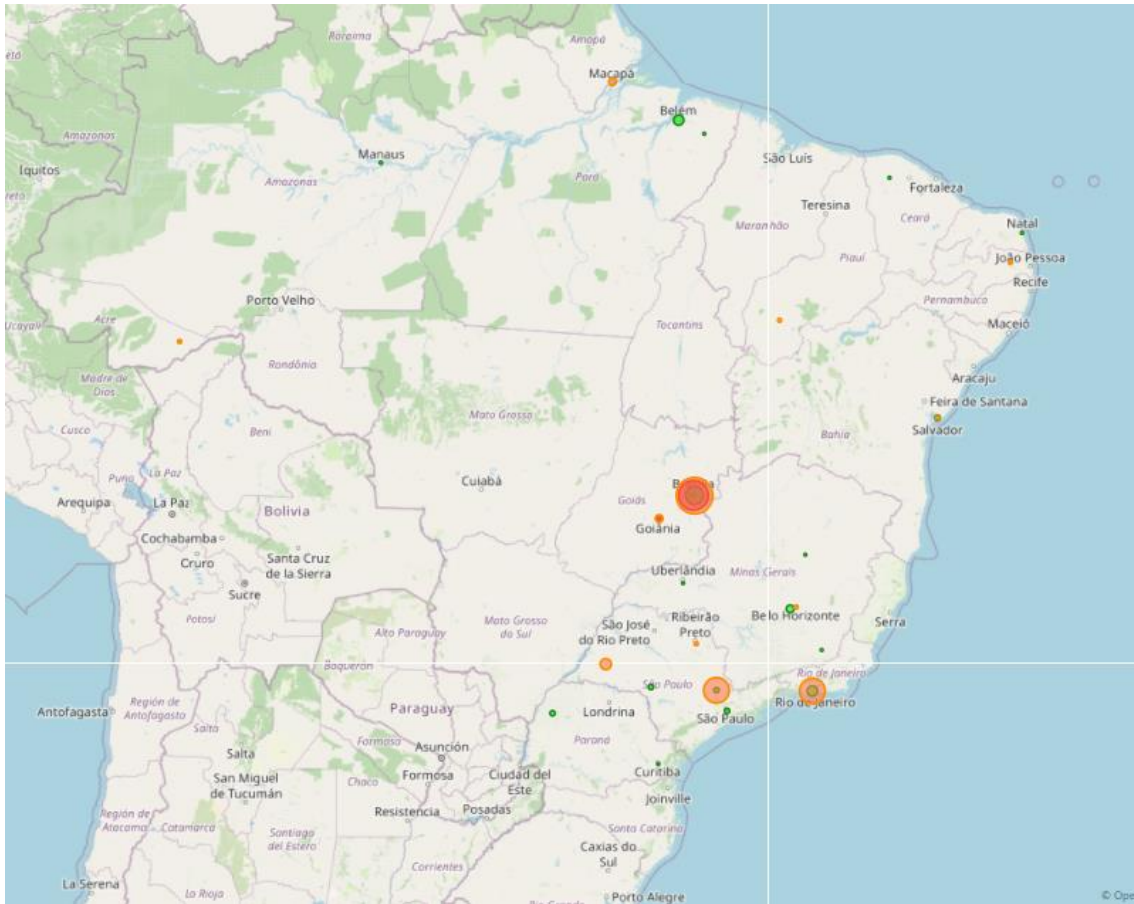 Roraima
Amapá
Macapá
Belém
Amazonas
Manaus
São Luís
Iquitos
Amazonas
Pará
Fortaleza
Teresina
Ceará
Maranhão
Natal
Piauí
João Pessoa
Recife
Porto Velho
Pernambuco
Acre
Tocantins
Maceió
Ucayali
Rondônia
Aracaju
Madre de
Dios
Feira de Santana
Mato Grosso
Salvador
Cusco
Beni
Bahia
Puno
La Paz
Cuiabá
Arequipa
La Paz
Goiás
Bolivia
Goiânia
Cochabamba
Santa Cruz
de la Sierra
Uberlândia
Minas Gerais
Sucre
Potosí
Ribeirão
Preto
Belo Horizonte
São José
do Rio Preto
Serra
Alto Paraguay
Mato Grosso
do Sul
Boquerón
Rio de Janeiro
Región de
Antofagasta
São Paulo
Antofagasta
Paraguay
Londrina
Rio de Janeiro
São Paulo
Salta
Formosa
Paraná
Salta
Asunción
Curitiba
San Miguel
de Tucumán
Chaco
Formosa
Ciudad del
Este
Joinville
Región de
Atacama
Catamarca
Resistencia
Posadas
Santiago
del Estero
Santa Catarina
Corrientes
Caxias do
Sul
La Serena
La Rioja
Porto Alegre
© Ope